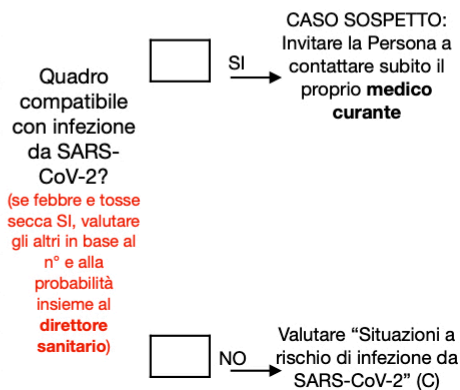 Quadro
compatibile
con infezione
da SARS-
CoV-2?
(se febbre e tosse
secca SI, valutare
gli altri in base al
n° e alla
probabilità
insieme al
direttore
sanitario)
SI
CASO SOSPETTO:
Invitare la Persona a
contattare subito il
proprio medico
curante
NO
Valutare “Situazioni a
rischio di infezione da
SARS-CoV-2” (C)